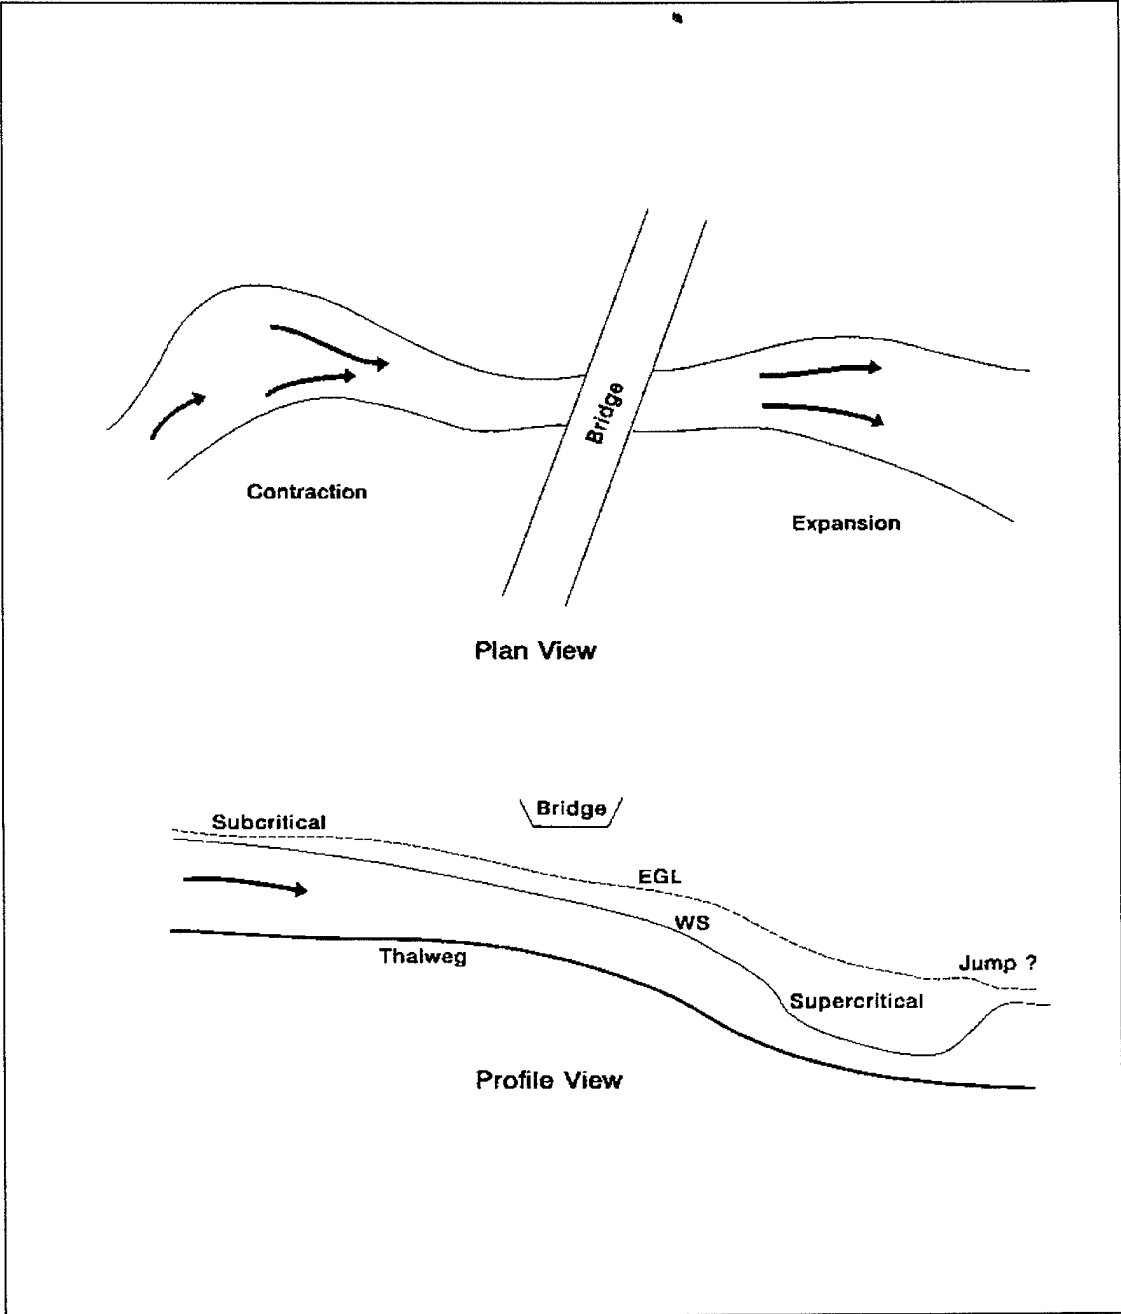 Bridge
Contraction
Expansion
Plan View
Bridge
Subcritical
EGL
WS
Thalweg
Jump ?
Supercritical
Profile View